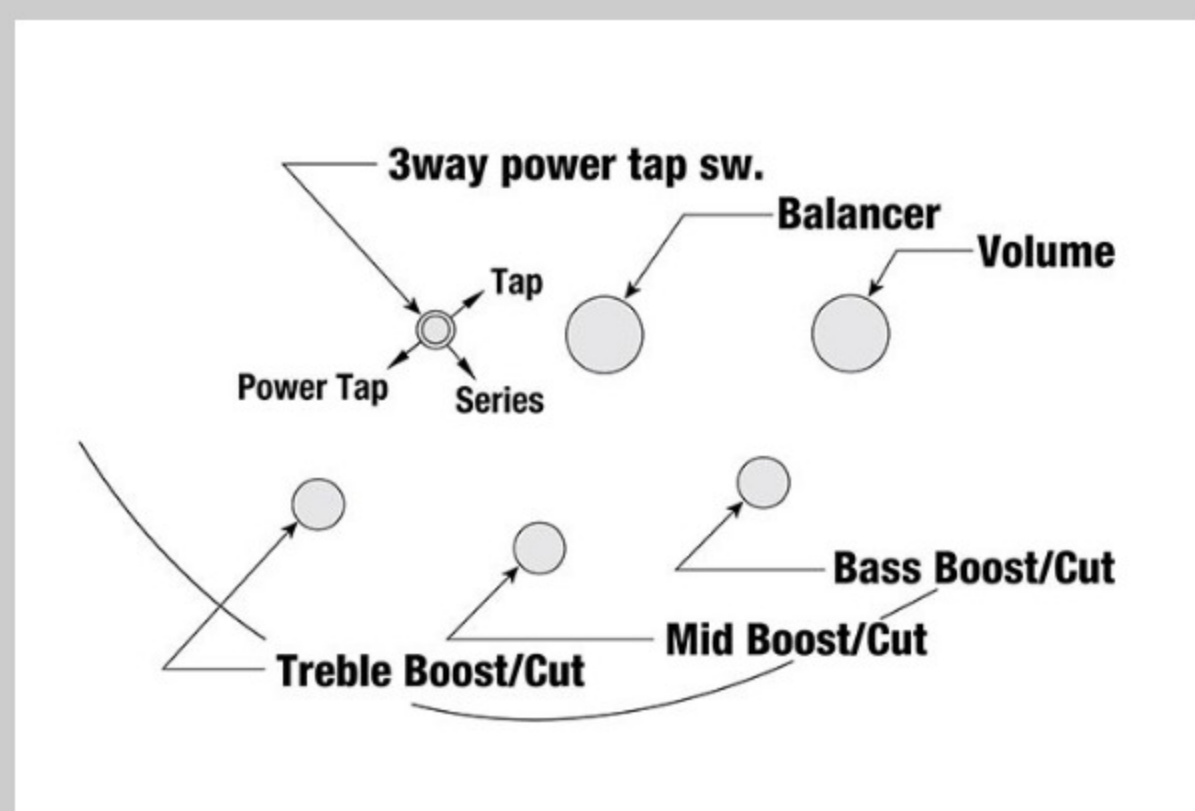 3way power tap sw.
Balancer
Volume
Tap
Power Tap
Series
Bass Boost/Cut
Mid Boost/Cut
Treble Boost/Cut